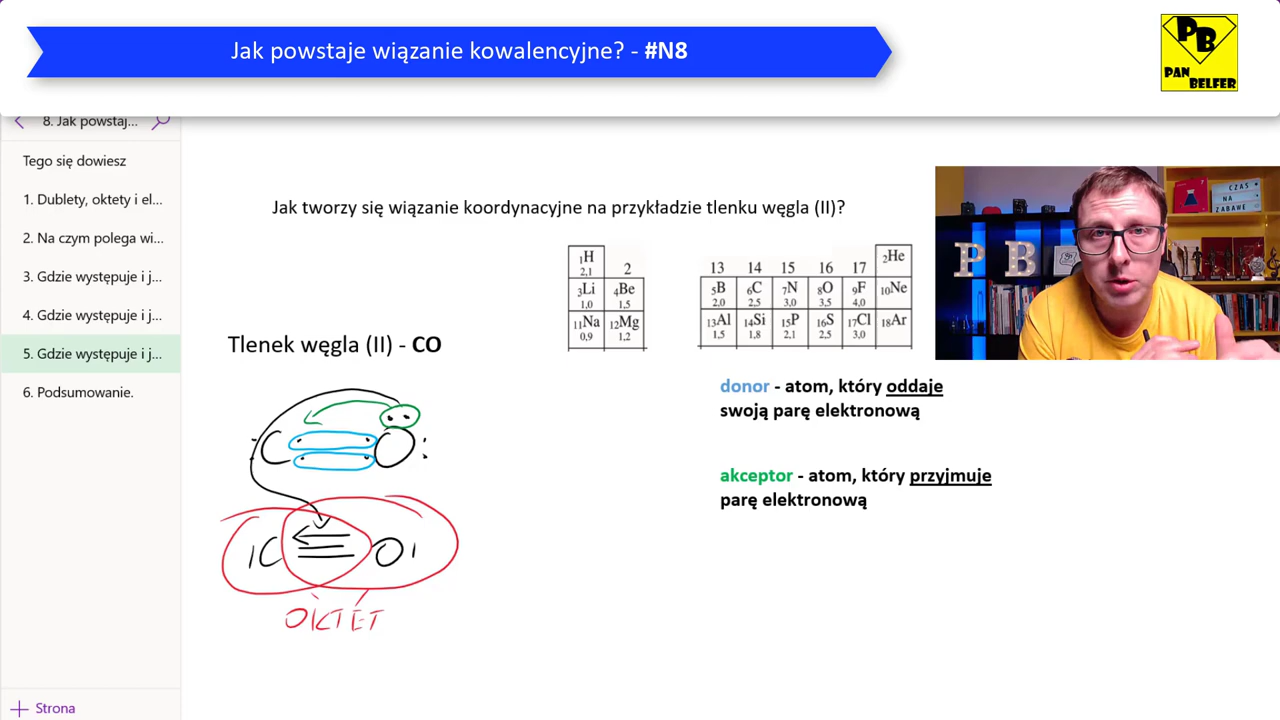 Jak powstaje wiązanie kowalencyjne? - #N8
PB
PAN
BELFER
8. Jak powstaj...
Tego się dowiesz
1. Dublety, oktety i el...
2. Na czym polega wi...
3. Gdzie występuje i j...
4. Gdzie występuje i j...
5. Gdzie występuje i j...
6. Podsumowanie.
Strona
Jak tworzy się wiązanie koordynacyjne na przykładzie tlenku węgla (II)?
1H 2He
2,1 2 13 14 15 16 17
3Li 4Be 5B 6C 7N 8O 9F 10Ne
1,0 1,5 2,0 2,5 3,0 3,5 4,0
11Na 12Mg 13Al 14Si 15P 16S 17Cl 18Ar
0,9 1,2 1,5 1,8 2,1 2,5 3,0
Tlenek węgla (II) - CO
C O
C O
OKTET
donor - atom, który oddaje
swoją parę elektronową
akceptor - atom, który przyjmuje
parę elektronową
P B
CZAS
NA
ZABAWE